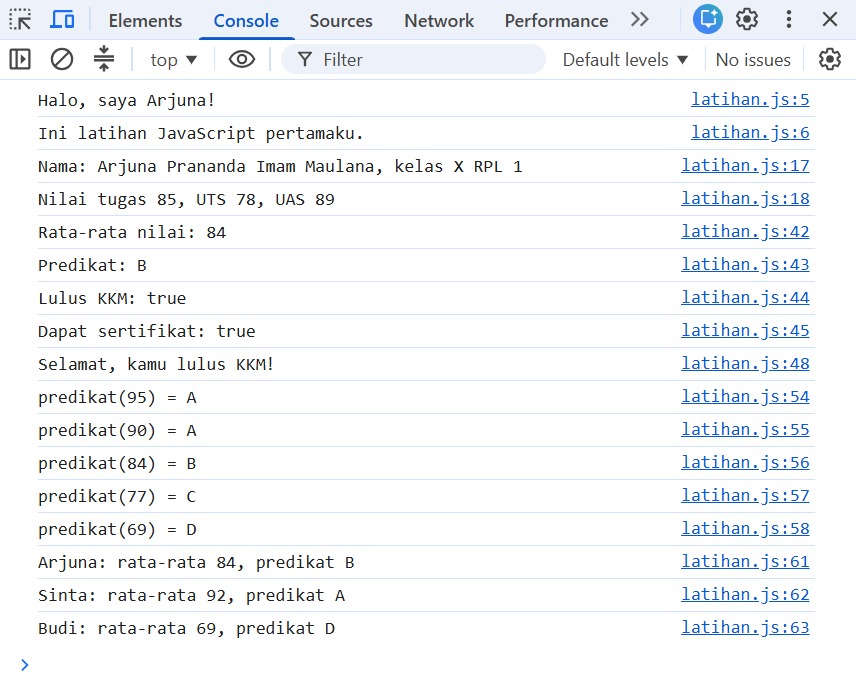 Elements Console Sources Network Performance
top Filter Default levels No issues
Halo, saya Arjuna! latihan.js:5
Ini latihan JavaScript pertamaku. latihan.js:6
Nama: Arjuna Prananda Imam Maulana, kelas X RPL 1 latihan.js:17
Nilai tugas 85, UTS 78, UAS 89 latihan.js:18
Rata-rata nilai: 84 latihan.js:42
Predikat: B latihan.js:43
Lulus KKM: true latihan.js:44
Dapat sertifikat: true latihan.js:45
Selamat, kamu lulus KKM! latihan.js:48
predikat(95) = A latihan.js:54
predikat(90) = A latihan.js:55
predikat(84) = B latihan.js:56
predikat(77) = C latihan.js:57
predikat(69) = D latihan.js:58
Arjuna: rata-rata 84, predikat B latihan.js:61
Sinta: rata-rata 92, predikat A latihan.js:62
Budi: rata-rata 69, predikat D latihan.js:63